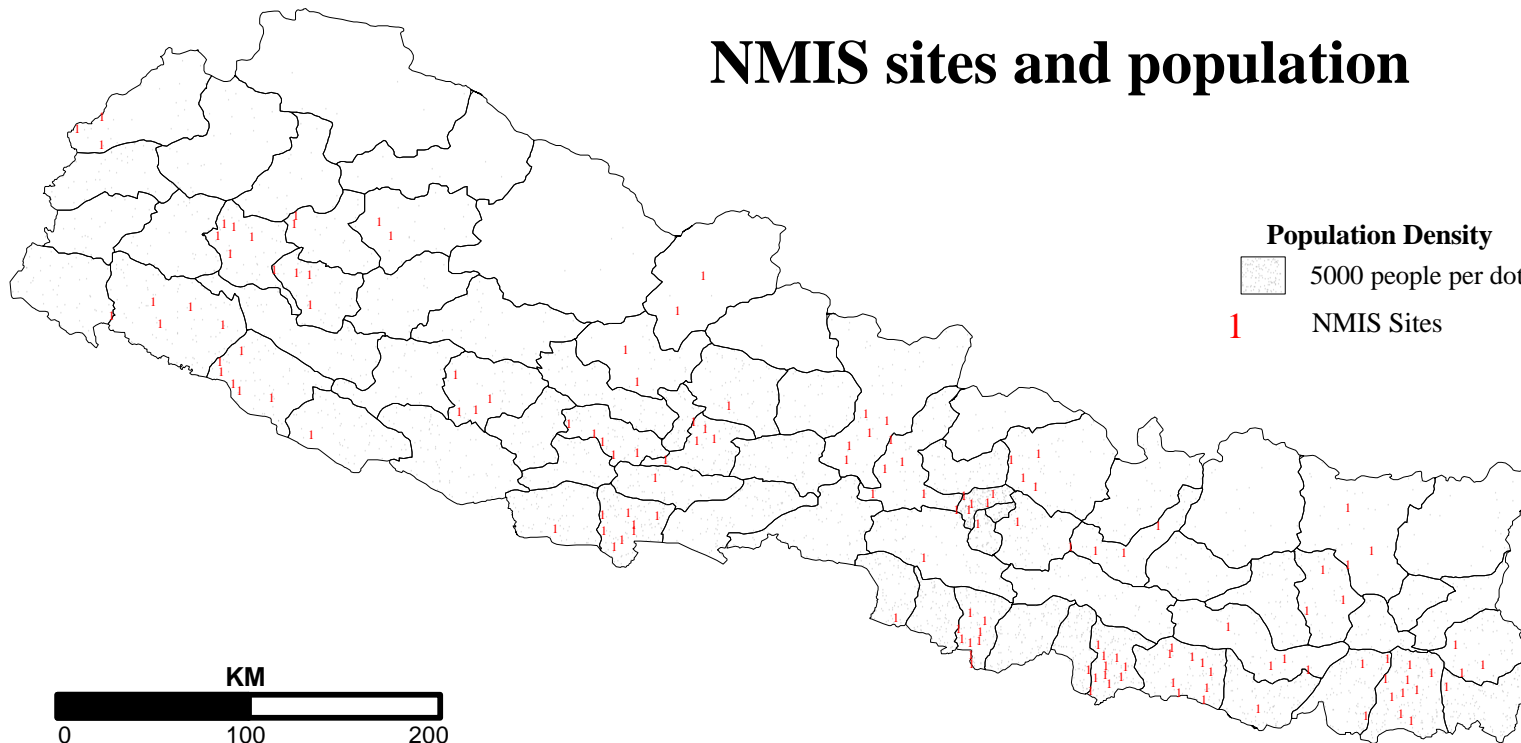 NMIS sites and population
Population Density
5000 people per dot
1 NMIS Sites
KM
0 100 200